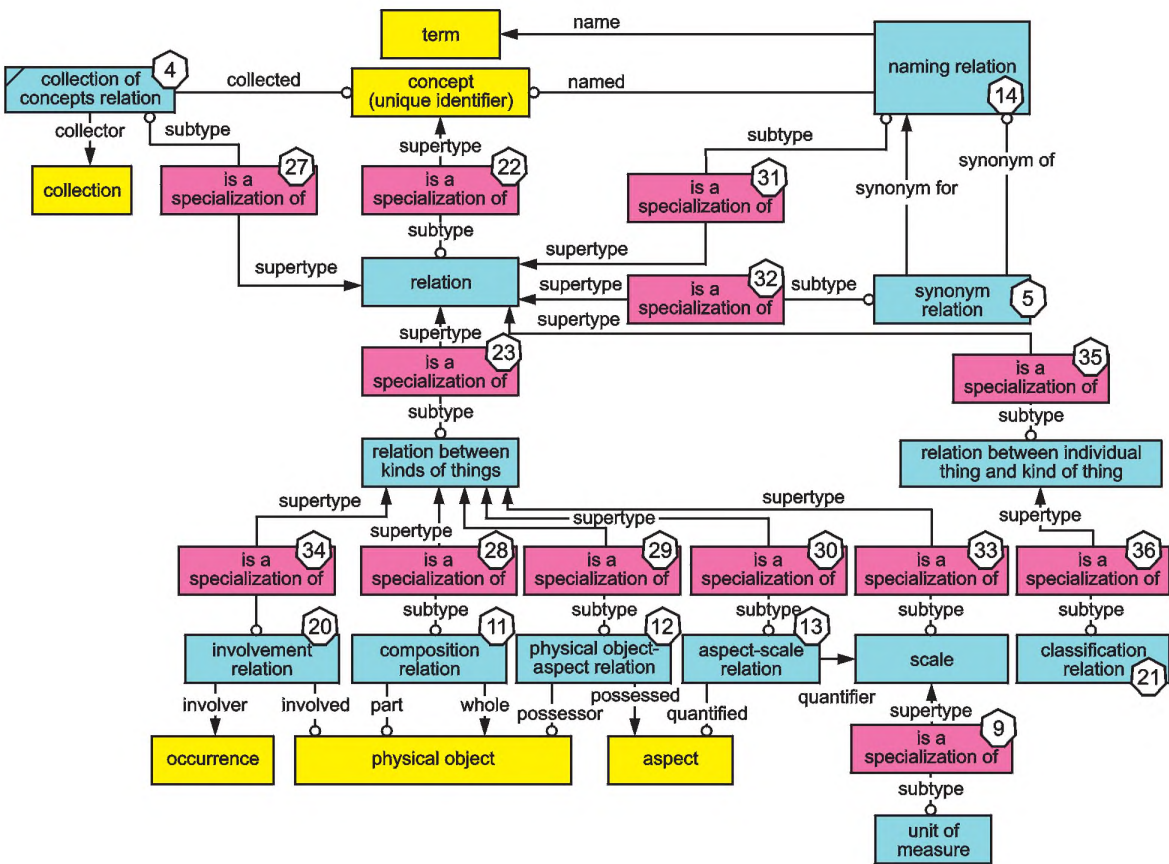 name
term
4
collection of
concepts relation
collected
concept
(unique identifier)
named
naming relation
14
collector
subtype
supertype
subtype
synonym of
27
22
31
collection
is a
specialization of
is a
specialization of
is a
specialization of
synonym for
subtype
supertype
supertype
relation
supertype
32
is a
specialization of
subtype
synonym
relation
5
supertype
supertype
23
is a
specialization of
35
is a
specialization of
subtype
subtype
relation between
kinds of things
relation between individual
thing and kind of thing
supertype
supertype
supertype
supertype
supertype
34
is a
specialization of
28
is a
specialization of
29
is a
specialization of
30
is a
specialization of
33
is a
specialization of
36
is a
specialization of
subtype
subtype
subtype
subtype
subtype
20
involvement
relation
11
composition
relation
12
physical object-
aspect relation
13
aspect-scale
relation
scale
classification
relation
21
involver
involved
part
whole
possessor
possessed
quantified
quantifier
supertype
occurrence
physical object
aspect
9
is a
specialization of
subtype
unit of
measure